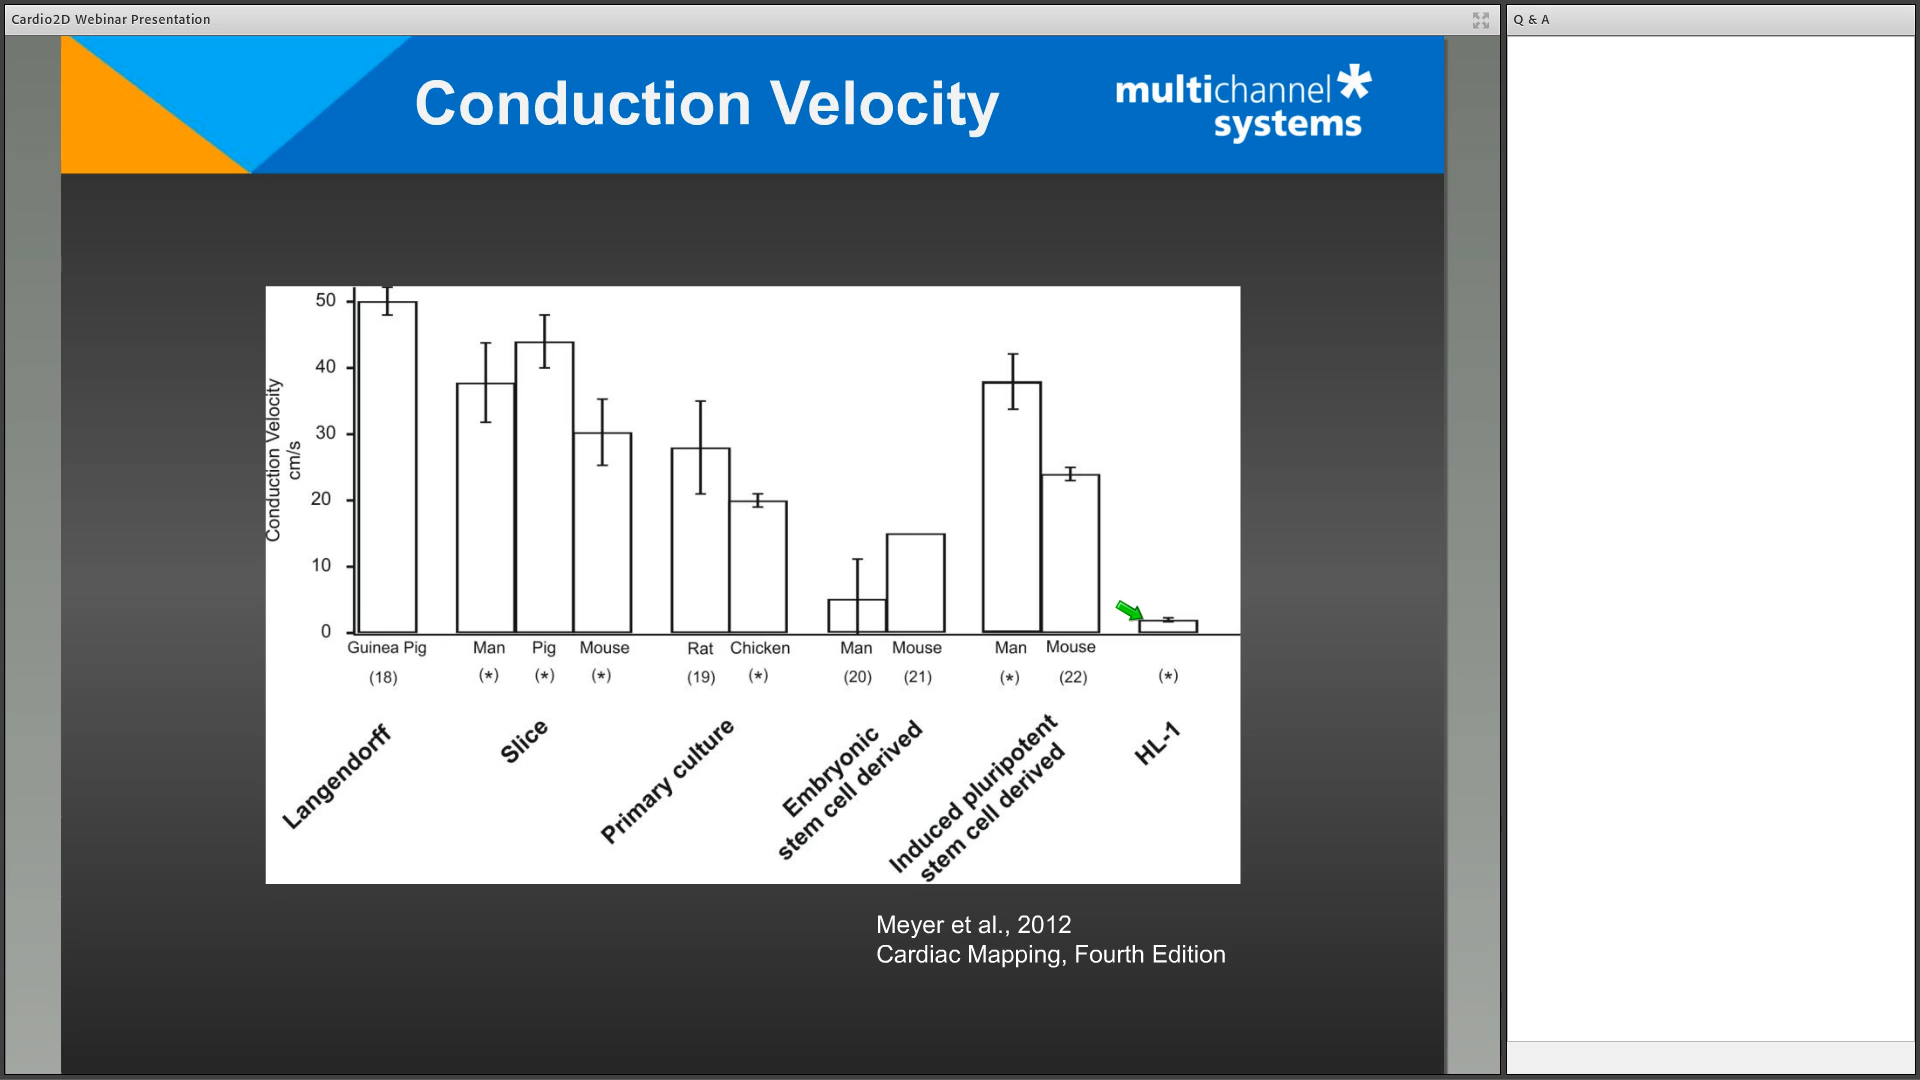 Cardio2D Webinar Presentation
Q & A
Conduction Velocity
multichannel
systems
Conduction Velocity
cm/s
50
40
30
20
10
0
Guinea Pig Man Pig Mouse Rat Chicken Man Mouse Man Mouse
(18) (*) (*) (*) (19) (*) (20) (21) (*) (22) (*)
Langendorff
Slice
Primary culture
Embryonic
stem cell derived
Induced pluripotent
stem cell derived
HL-1
Meyer et al., 2012
Cardiac Mapping, Fourth Edition